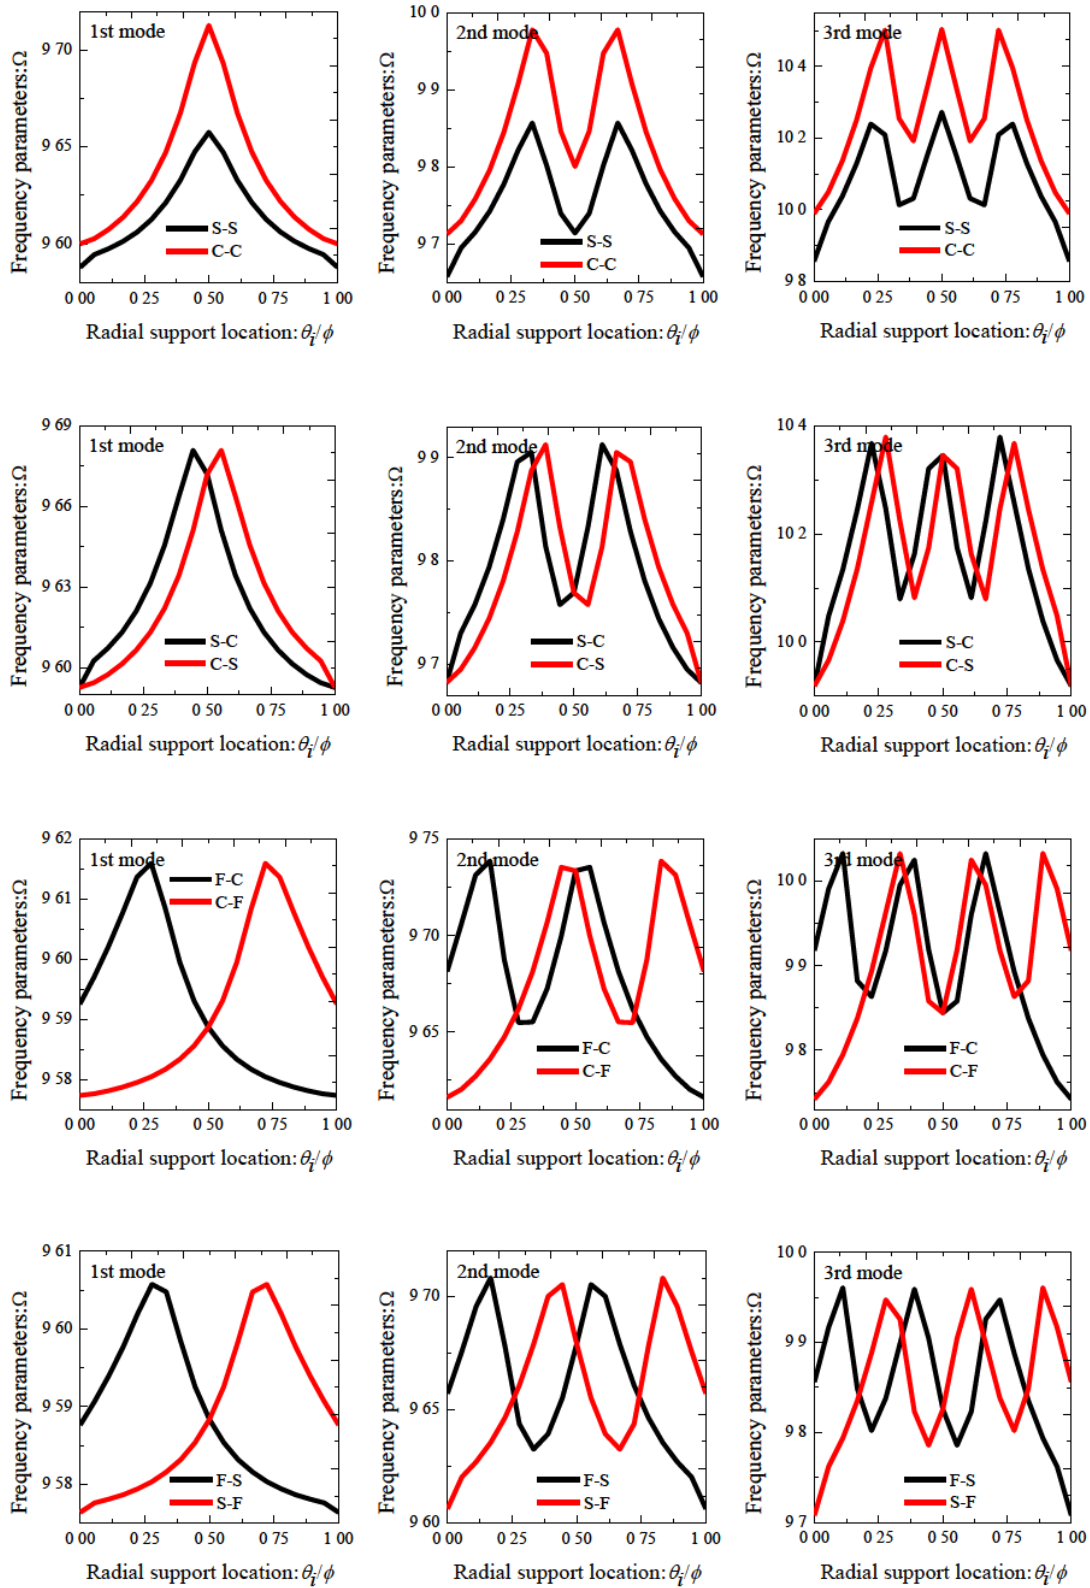 1st mode
9 70
9 65
9 60
Frequency parameters:Ω
S-S
C-C
0 00 0 25 0 50 0 75 1 00
Radial support location:θi/ϕ
2nd mode
10 0
9 9
9 8
9 7
Frequency parameters:Ω
S-S
C-C
0 00 0 25 0 50 0 75 1 00
Radial support location:θi/ϕ
3rd mode
10 4
10 2
10 0
9 8
Frequency parameters:Ω
S-S
C-C
0 00 0 25 0 50 0 75 1 00
Radial support location:θi/ϕ
1st mode
9 69
9 66
9 63
9 60
Frequency parameters:Ω
S-C
C-S
0 00 0 25 0 50 0 75 1 00
Radial support location:θi/ϕ
2nd mode
9 9
9 8
9 7
Frequency parameters:Ω
S-C
C-S
0 00 0 25 0 50 0 75 1 00
Radial support location:θi/ϕ
3rd mode
10 4
10 2
10 0
Frequency parameters:Ω
S-C
C-S
0 00 0 25 0 50 0 75 1 00
Radial support location:θi/ϕ
1st mode
9 62
9 61
9 60
9 59
9 58
Frequency parameters:Ω
F-C
C-F
0 00 0 25 0 50 0 75 1 00
Radial support location:θi/ϕ
2nd mode
9 75
9 70
9 65
Frequency parameters:Ω
F-C
C-F
0 00 0 25 0 50 0 75 1 00
Radial support location:θi/ϕ
3rd mode
10 0
9 9
9 8
Frequency parameters:Ω
F-C
C-F
0 00 0 25 0 50 0 75 1 00
Radial support location:θi/ϕ
1st mode
9 61
9 60
9 59
9 58
Frequency parameters:Ω
F-S
S-F
0 00 0 25 0 50 0 75 1 00
Radial support location:θi/ϕ
2nd mode
9 70
9 65
9 60
Frequency parameters:Ω
F-S
S-F
0 00 0 25 0 50 0 75 1 00
Radial support location:θi/ϕ
3rd mode
10 0
9 9
9 8
9 7
Frequency parameters:Ω
F-S
S-F
0 00 0 25 0 50 0 75 1 00
Radial support location:θi/ϕ